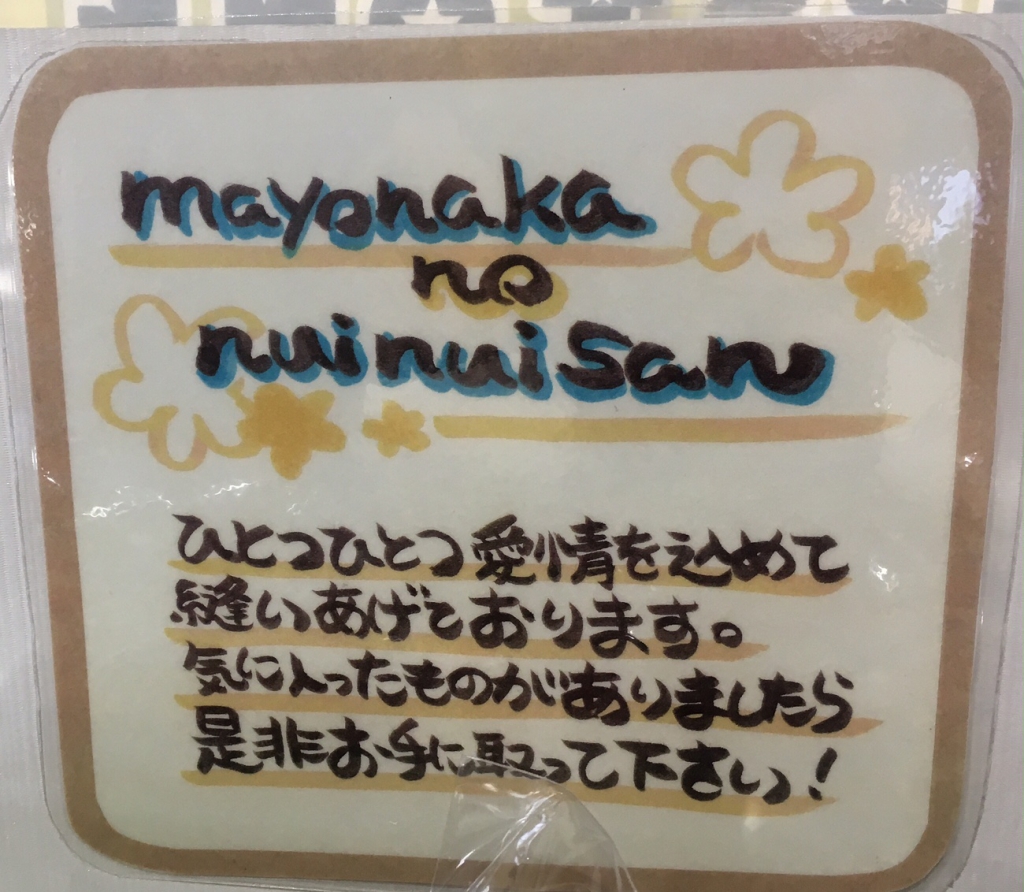 mayonaka
no
nuinuisan
ひとつひとつ愛情を込めて
縫いあげております。
気に入ったものがありましたら
是非お手に取って下さいっ！